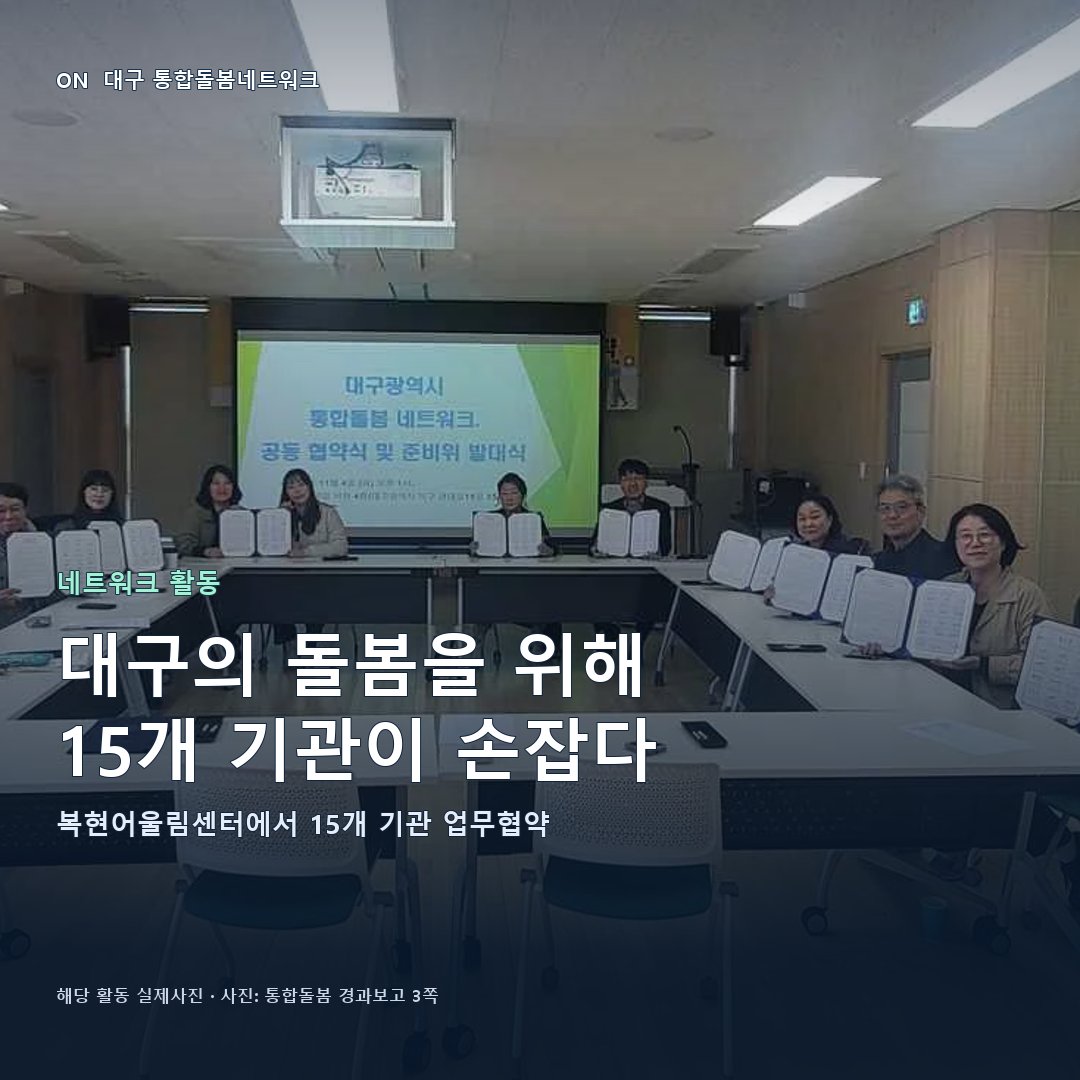 ON 대구 통합돌봄네트워크
대구광역시
통합돌봄 네트워크
공동 협약식 및 준비위 발대식
네트워크 활동
대구의 돌봄을 위해
15개 기관이 손잡다
복현어울림센터에서 15개 기관 업무협약
해당 활동 실제사진 · 사진: 통합돌봄 경과보고 3쪽